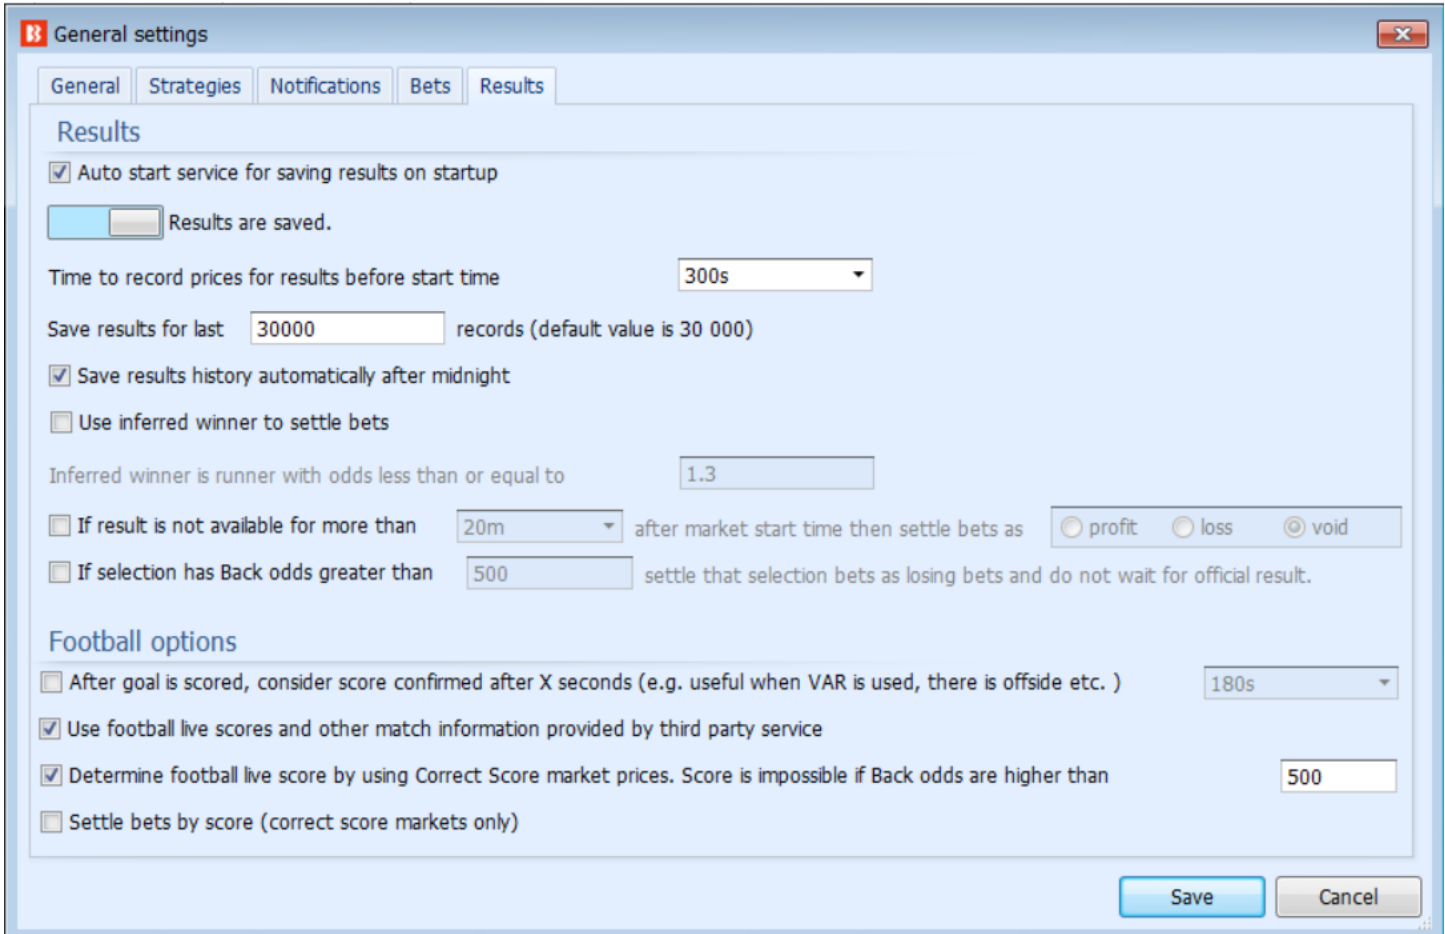 General settings
General Strategies Notifications Bets Results
Results
Auto start service for saving results on startup
Results are saved.
Time to record prices for results before start time 300s
Save results for last 30000 records (default value is 30 000)
Save results history automatically after midnight
Use inferred winner to settle bets
Inferred winner is runner with odds less than or equal to 1.3
If result is not available for more than 20m after market start time then settle bets as profit loss void
If selection has Back odds greater than 500 settle that selection bets as losing bets and do not wait for official result.
Football options
After goal is scored, consider score confirmed after X seconds (e.g. useful when VAR is used, there is offside etc. ) 180s
Use football live scores and other match information provided by third party service
Determine football live score by using Correct Score market prices. Score is impossible if Back odds are higher than 500
Settle bets by score (correct score markets only)
Save Cancel